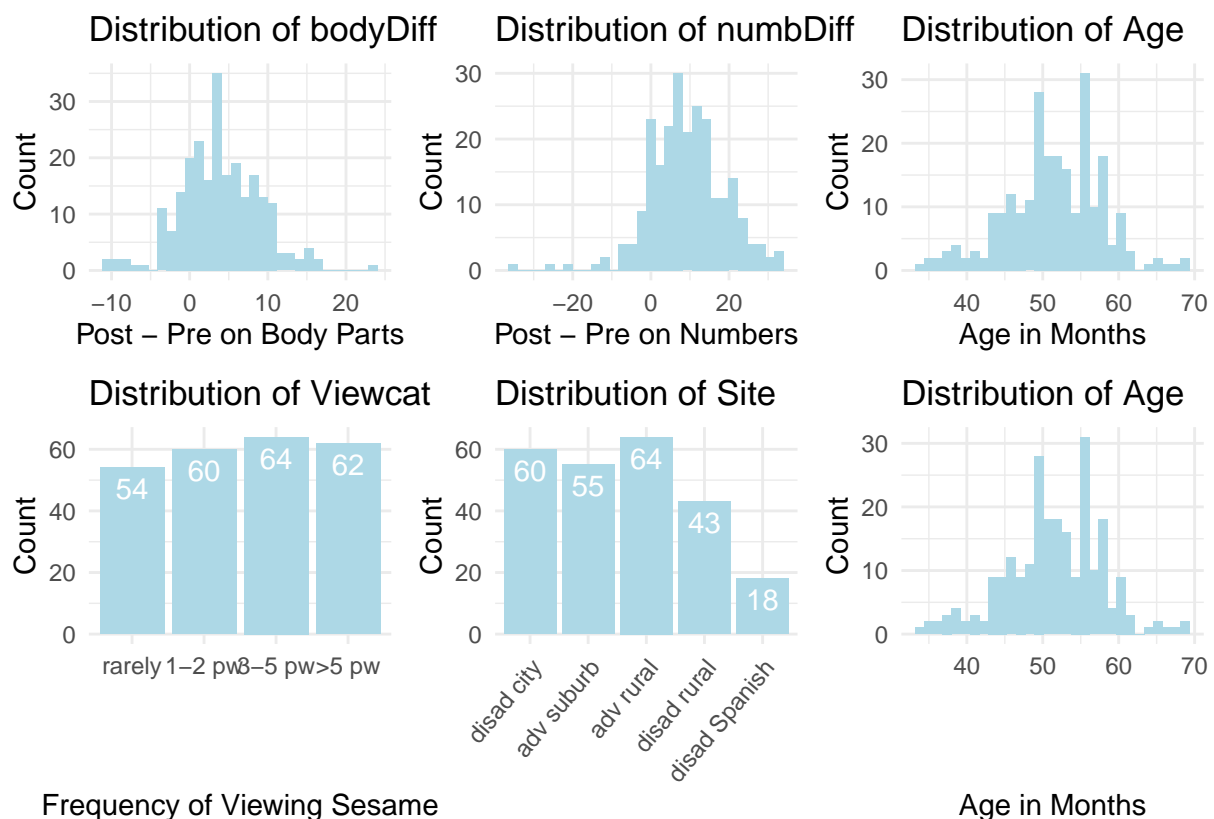 Distribution of bodyDiff
Count
30
20
10
0
−10 0 10 20
Post − Pre on Body Parts
Distribution of numbDiff
Count
30
20
10
0
−20 0 20
Post − Pre on Numbers
Distribution of Age
Count
30
20
10
0
40 50 60 70
Age in Months
Distribution of Viewcat
Count
60
40
20
0
54 60 64 62
rarely 1−2 pw 3−5 pw >5 pw
Frequency of Viewing Sesame
Distribution of Site
Count
60
40
20
0
60 55 64 43 18
disad city
adv suburb
adv rural
disad rural
disad Spanish
Distribution of Age
Count
30
20
10
0
40 50 60 70
Age in Months